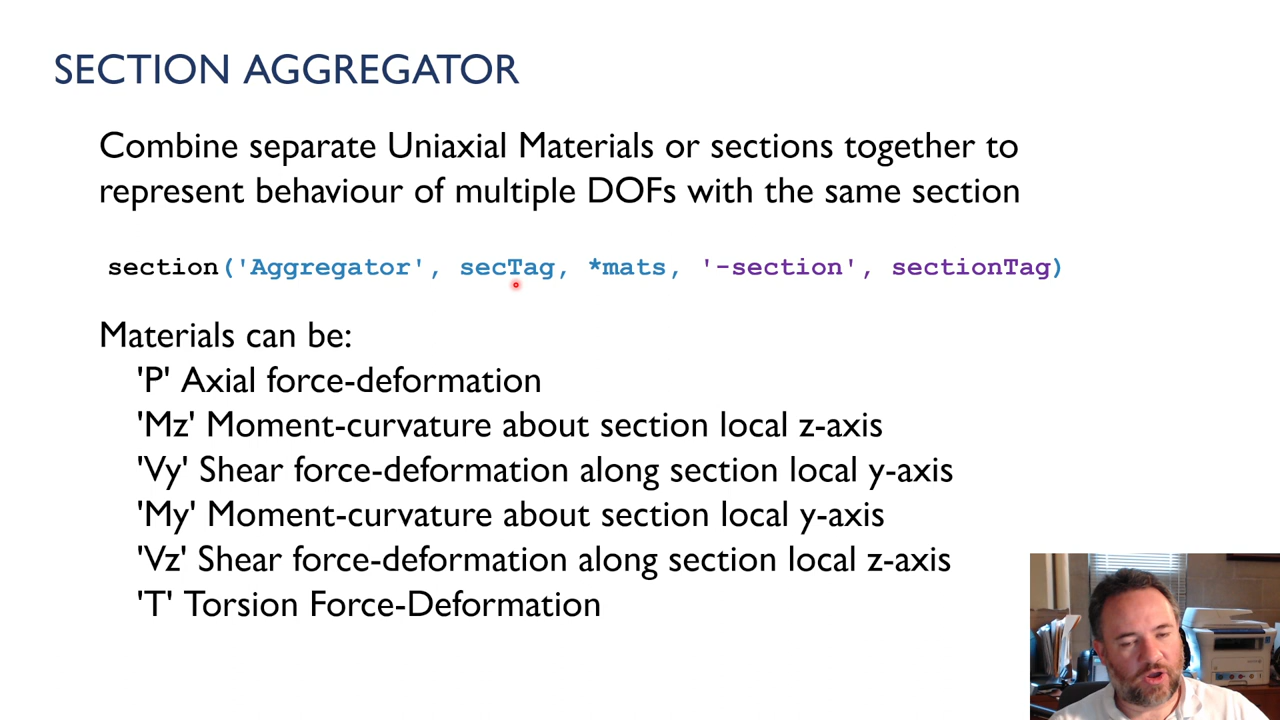 SECTION AGGREGATOR
Combine separate Uniaxial Materials or sections together to
represent behaviour of multiple DOFs with the same section
section('Aggregator', secTag, *mats, '-section', sectionTag)
Materials can be:
'P' Axial force-deformation
'Mz' Moment-curvature about section local z-axis
'Vy' Shear force-deformation along section local y-axis
'My' Moment-curvature about section local y-axis
'Vz' Shear force-deformation along section local z-axis
'T' Torsion Force-Deformation